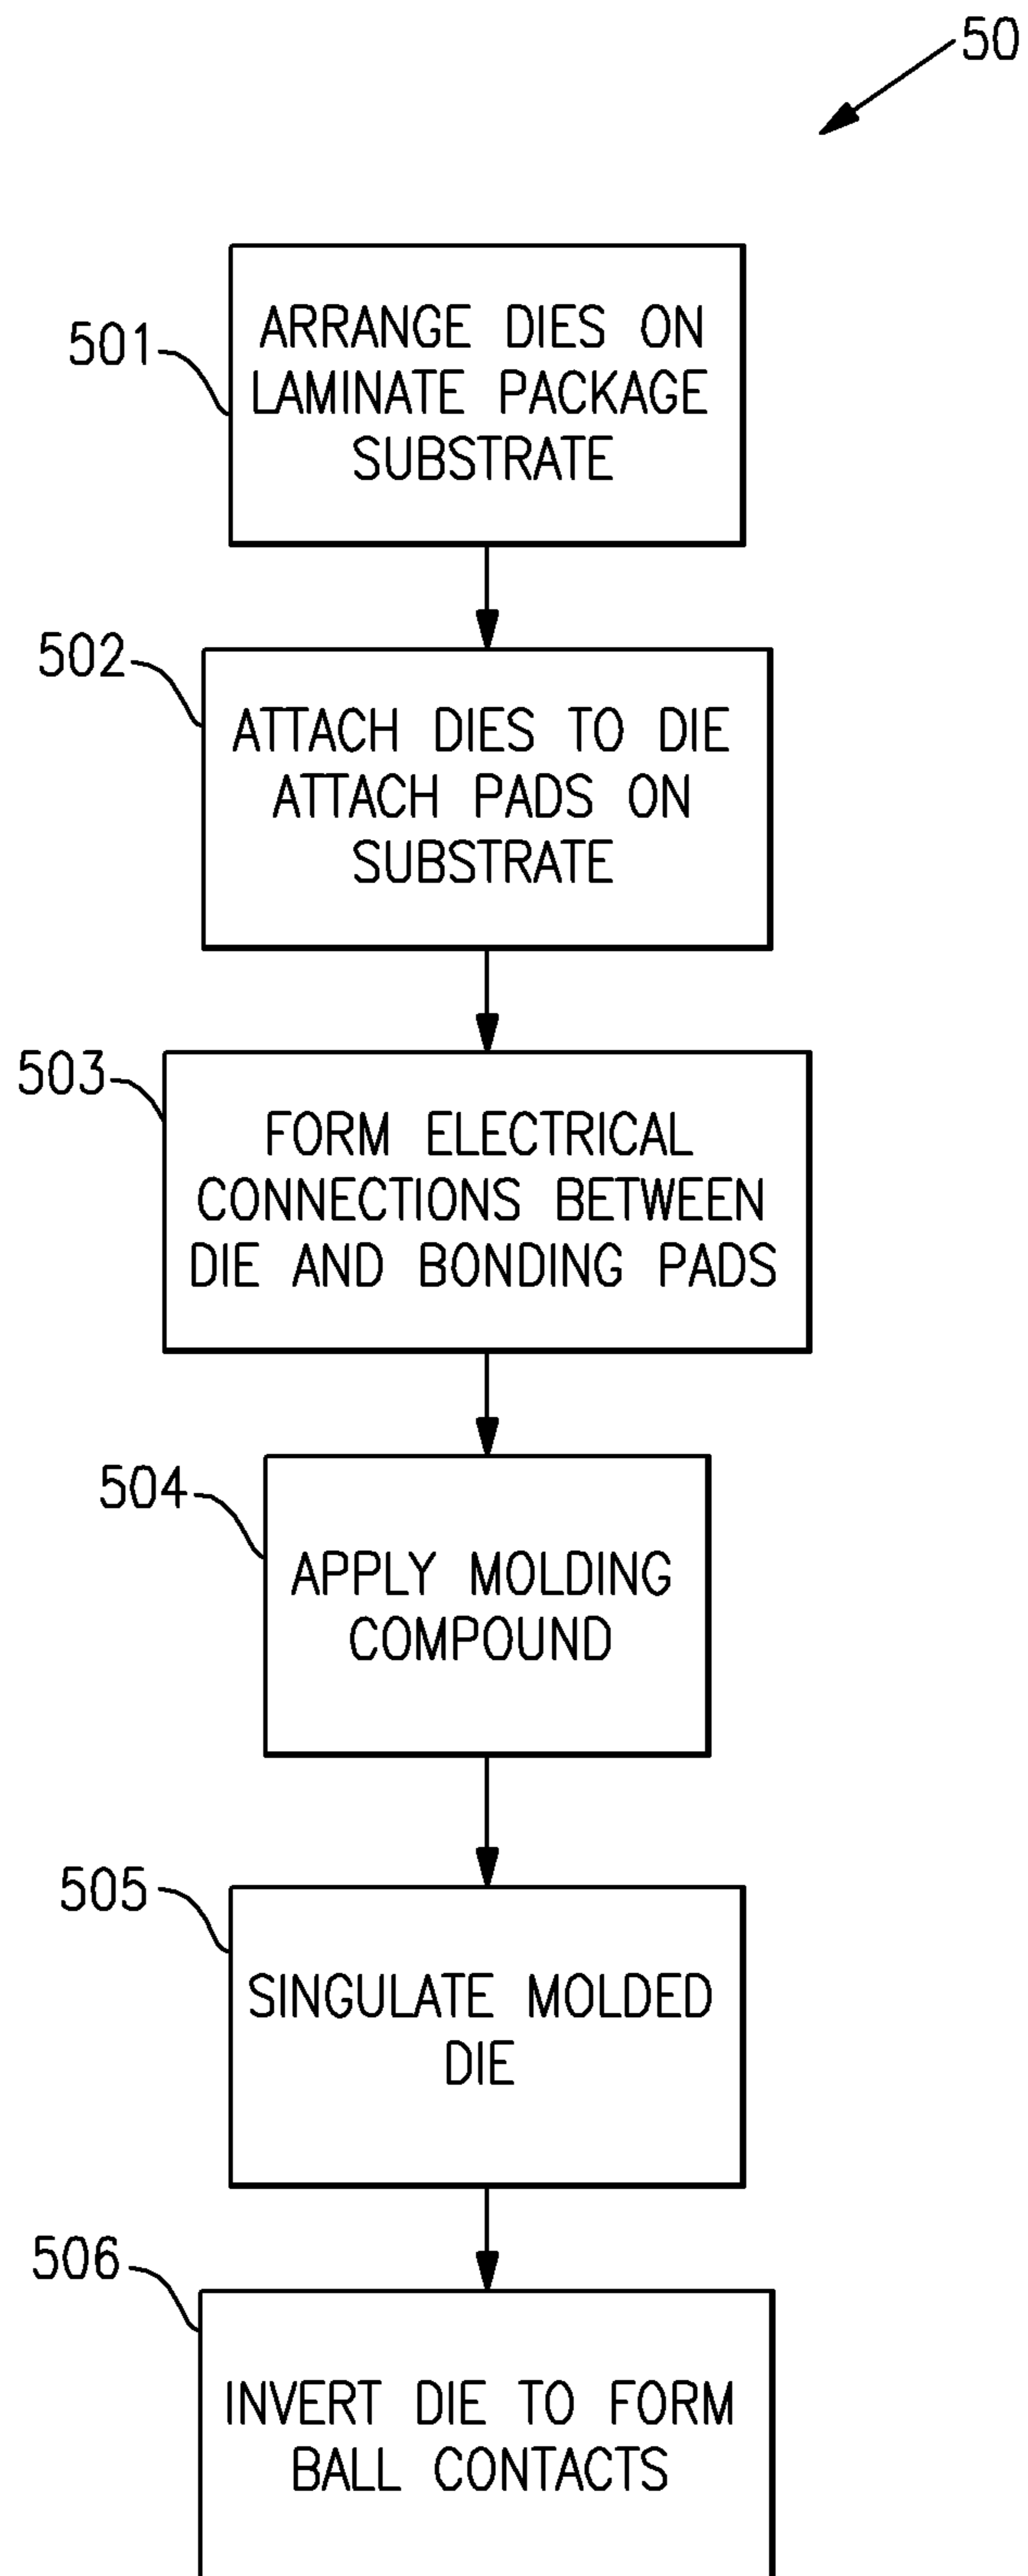 50
501
ARRANGE DIES ON
LAMINATE PACKAGE
SUBSTRATE
502
ATTACH DIES TO DIE
ATTACH PADS ON
SUBSTRATE
503
FORM ELECTRICAL
CONNECTIONS BETWEEN
DIE AND BONDING PADS
504
APPLY MOLDING
COMPOUND
505
SINGULATE MOLDED
DIE
506
INVERT DIE TO FORM
BALL CONTACTS